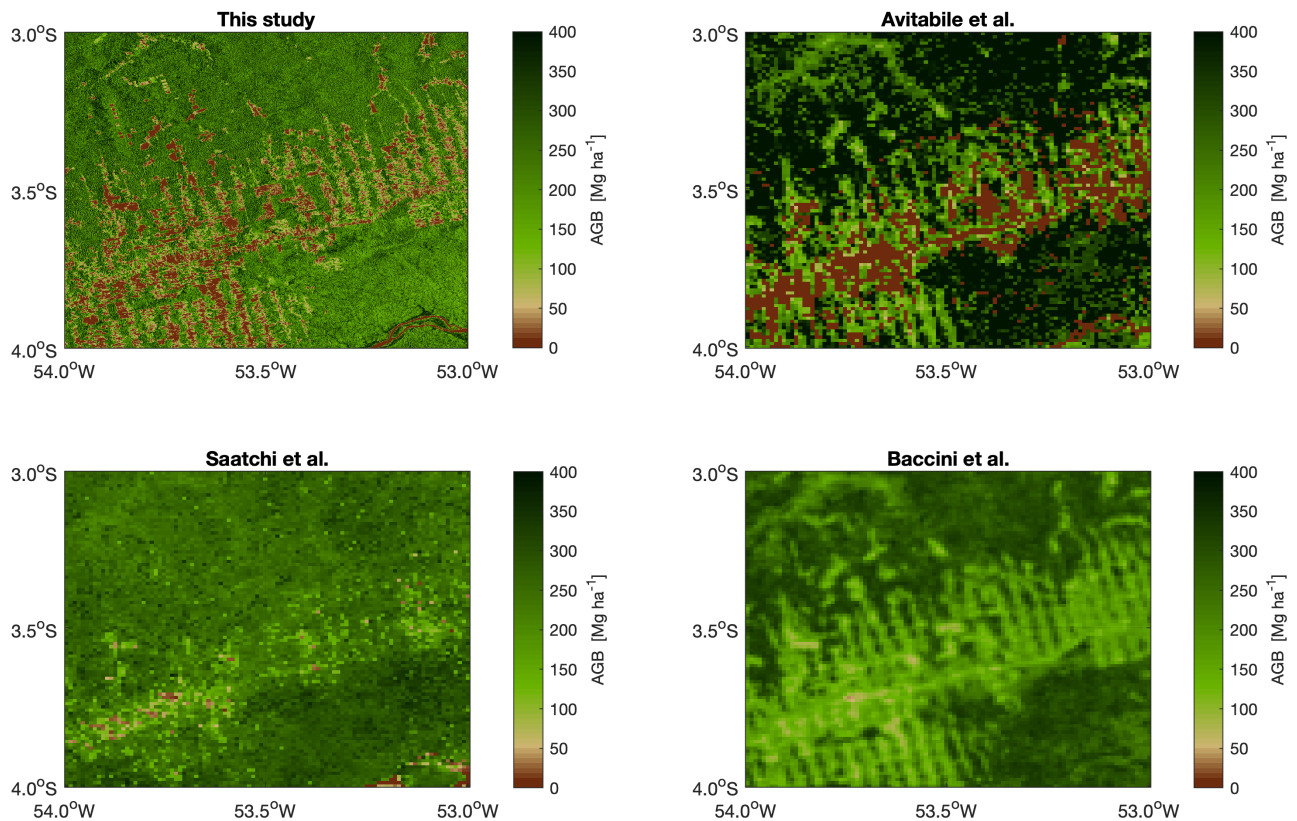 This study
3.0°S
3.5°S
4.0°S
54.0°W 53.5°W 53.0°W
400
350
300
250
200
150
100
50
0
AGB [Mg ha⁻¹]
Avitabile et al.
3.0°S
3.5°S
4.0°S
54.0°W 53.5°W 53.0°W
400
350
300
250
200
150
100
50
0
AGB [Mg ha⁻¹]
Saatchi et al.
3.0°S
3.5°S
4.0°S
54.0°W 53.5°W 53.0°W
400
350
300
250
200
150
100
50
0
AGB [Mg ha⁻¹]
Baccini et al.
3.0°S
3.5°S
4.0°S
54.0°W 53.5°W 53.0°W
400
350
300
250
200
150
100
50
0
AGB [Mg ha⁻¹]